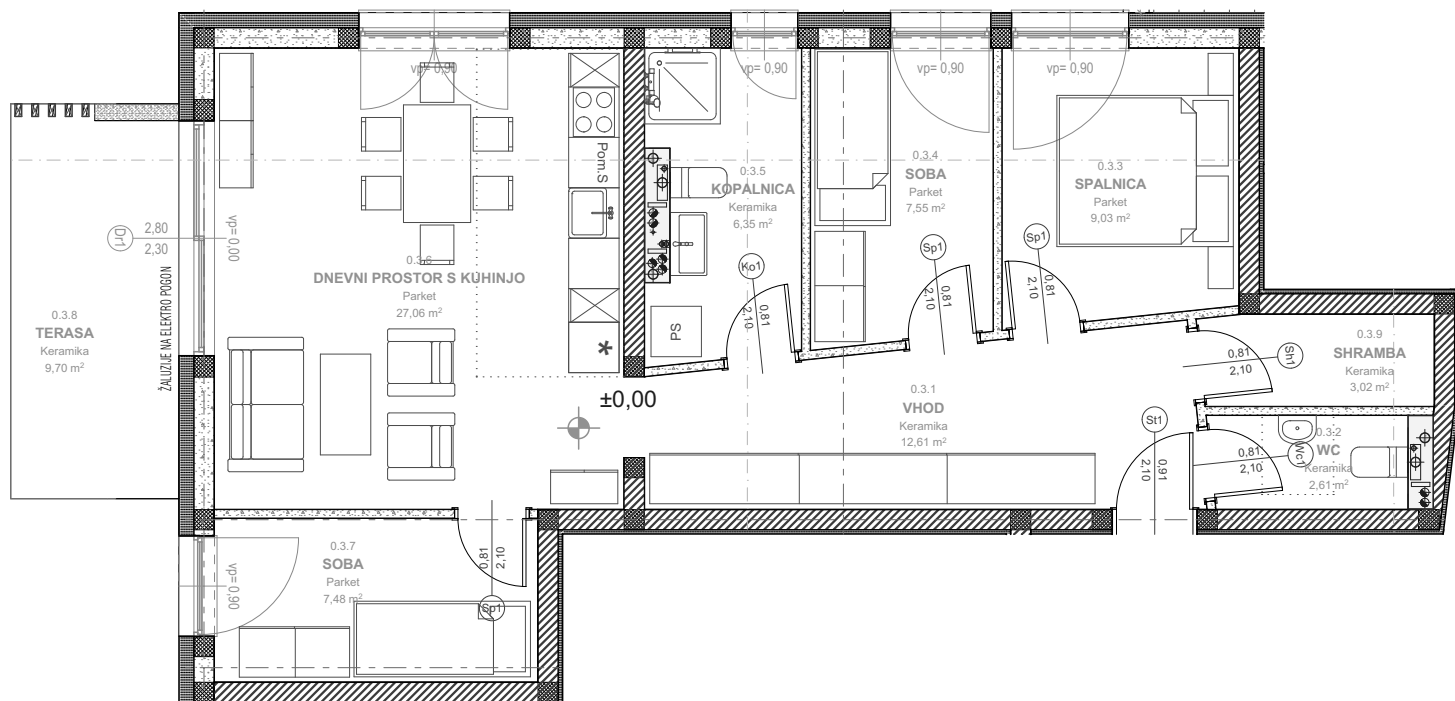 vp= 0,90
vp= 0,90
vp= 0,90
vp= 0,90
Pom.S
0.3.5
KOPALNICA
Keramika
6,35 m²
0.3.4
SOBA
Parket
7,55 m²
0.3.3
SPALNICA
Parket
9,03 m²
Dr1
2,80
2,30
vp= 0,00
ŽALUZIJE NA ELEKTRO POGON
0.3.6
DNEVNI PROSTOR S KUHINJO
Parket
27,06 m²
0.3.8
TERASA
Keramika
9,70 m²
Ko1
0,81
2,10
Sp1
0,81
2,10
Sp1
0,81
2,10
PS
*
±0,00
0.3.1
VHOD
Keramika
12,61 m²
0,81
2,10
Sh1
0.3.9
SHRAMBA
Keramika
3,02 m²
St1
0,91
2,10
0,81
2,10
Wc1
0.3.2
WC
Keramika
2,61 m²
0.3.7
SOBA
Parket
7,48 m²
vp= 0,90
0,81
2,10
Sp1